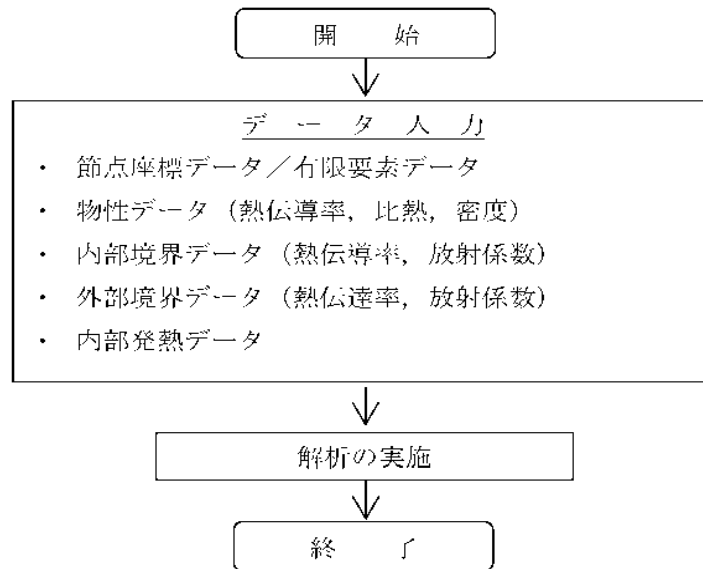 開　始
データ入力
・ 節点座標データ／有限要素データ
・ 物性データ（熱伝導率，比熱，密度）
・ 内部境界データ（熱伝導率，放射係数）
・ 外部境界データ（熱伝達率，放射係数）
・ 内部発熱データ
解析の実施
終　了